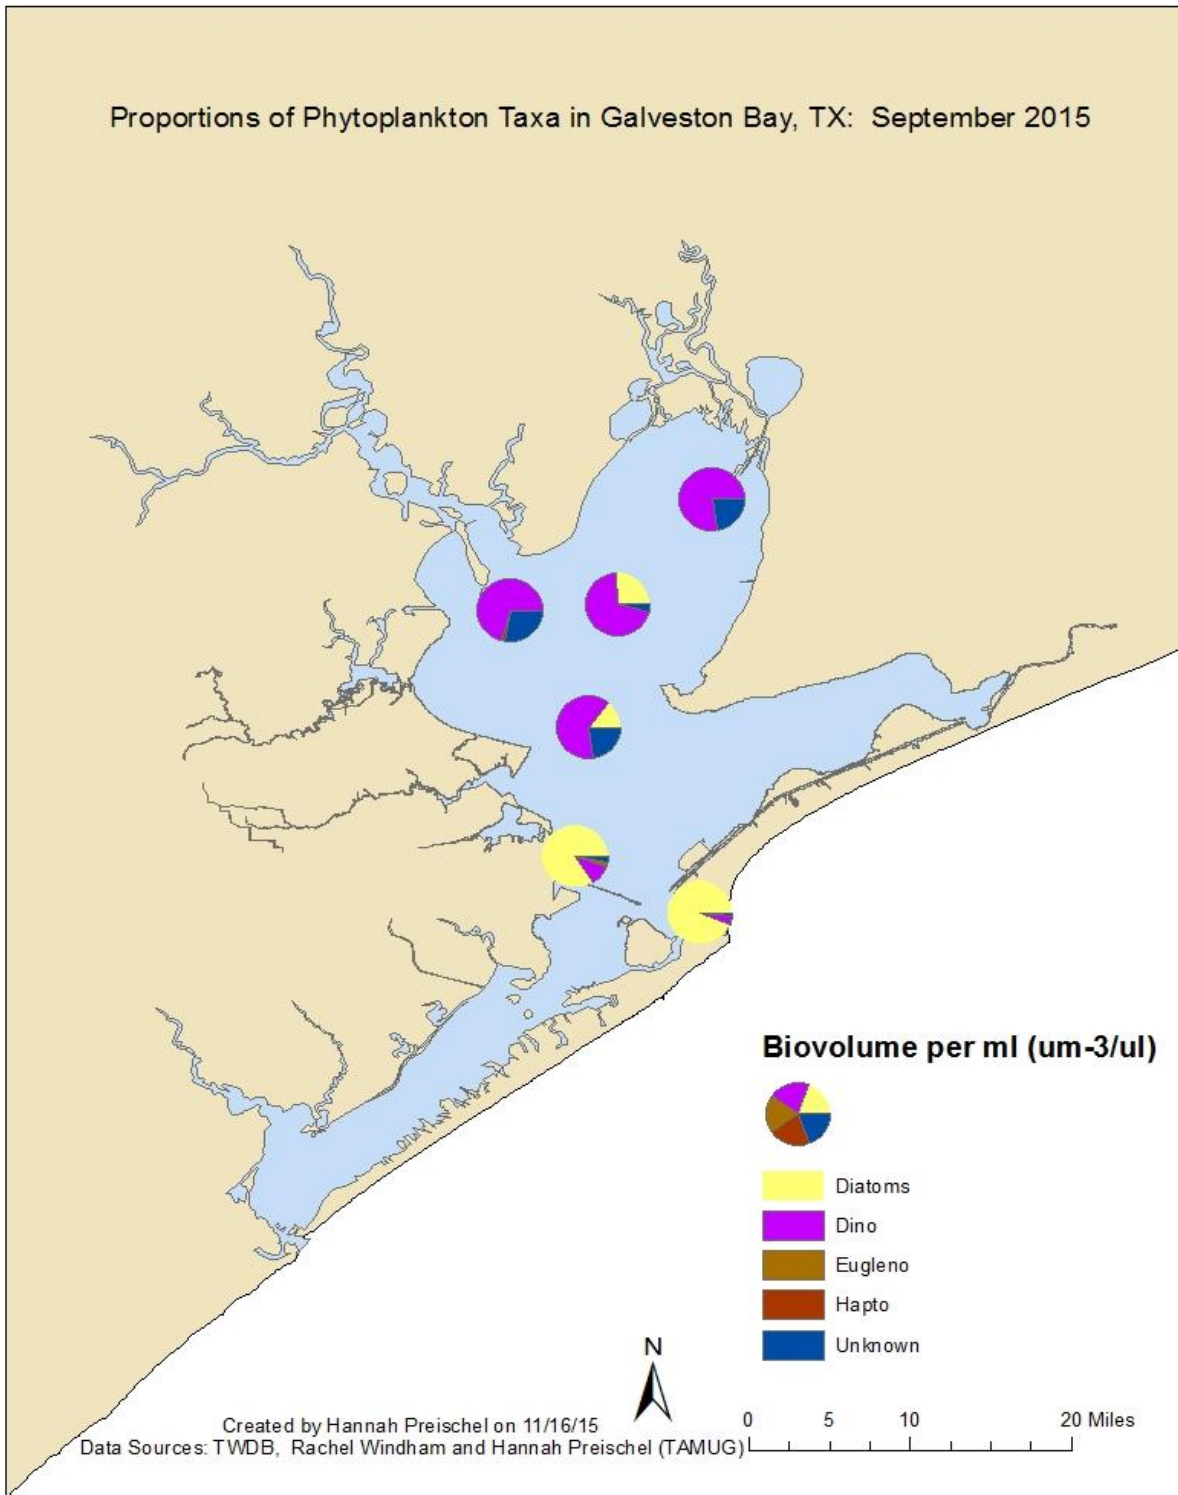 Proportions of Phytoplankton Taxa in Galveston Bay, TX:  September 2015
Biovolume per ml (um-3/ul)
Diatoms
Dino
Eugleno
Hapto
Unknown
N
0 5 10 20 Miles
Created by Hannah Preischel on 11/16/15
Data Sources: TWDB,  Rachel Windham and Hannah Preischel (TAMUG)